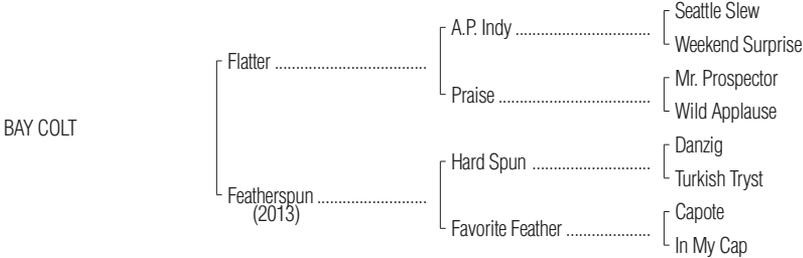 Seattle Slew
A.P. Indy ................................
Weekend Surprise
Flatter ....................................
Mr. Prospector
Praise ....................................
Wild Applause
BAY COLT
Danzig
Hard Spun ............................
Turkish Tryst
Featherspun ..........................
(2013)
Capote
Favorite Feather ....................
In My Cap